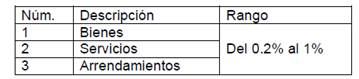 Núm. Descripción Rango
1 Bienes
2 Servicios Del 0.2% al 1%
3 Arrendamientos